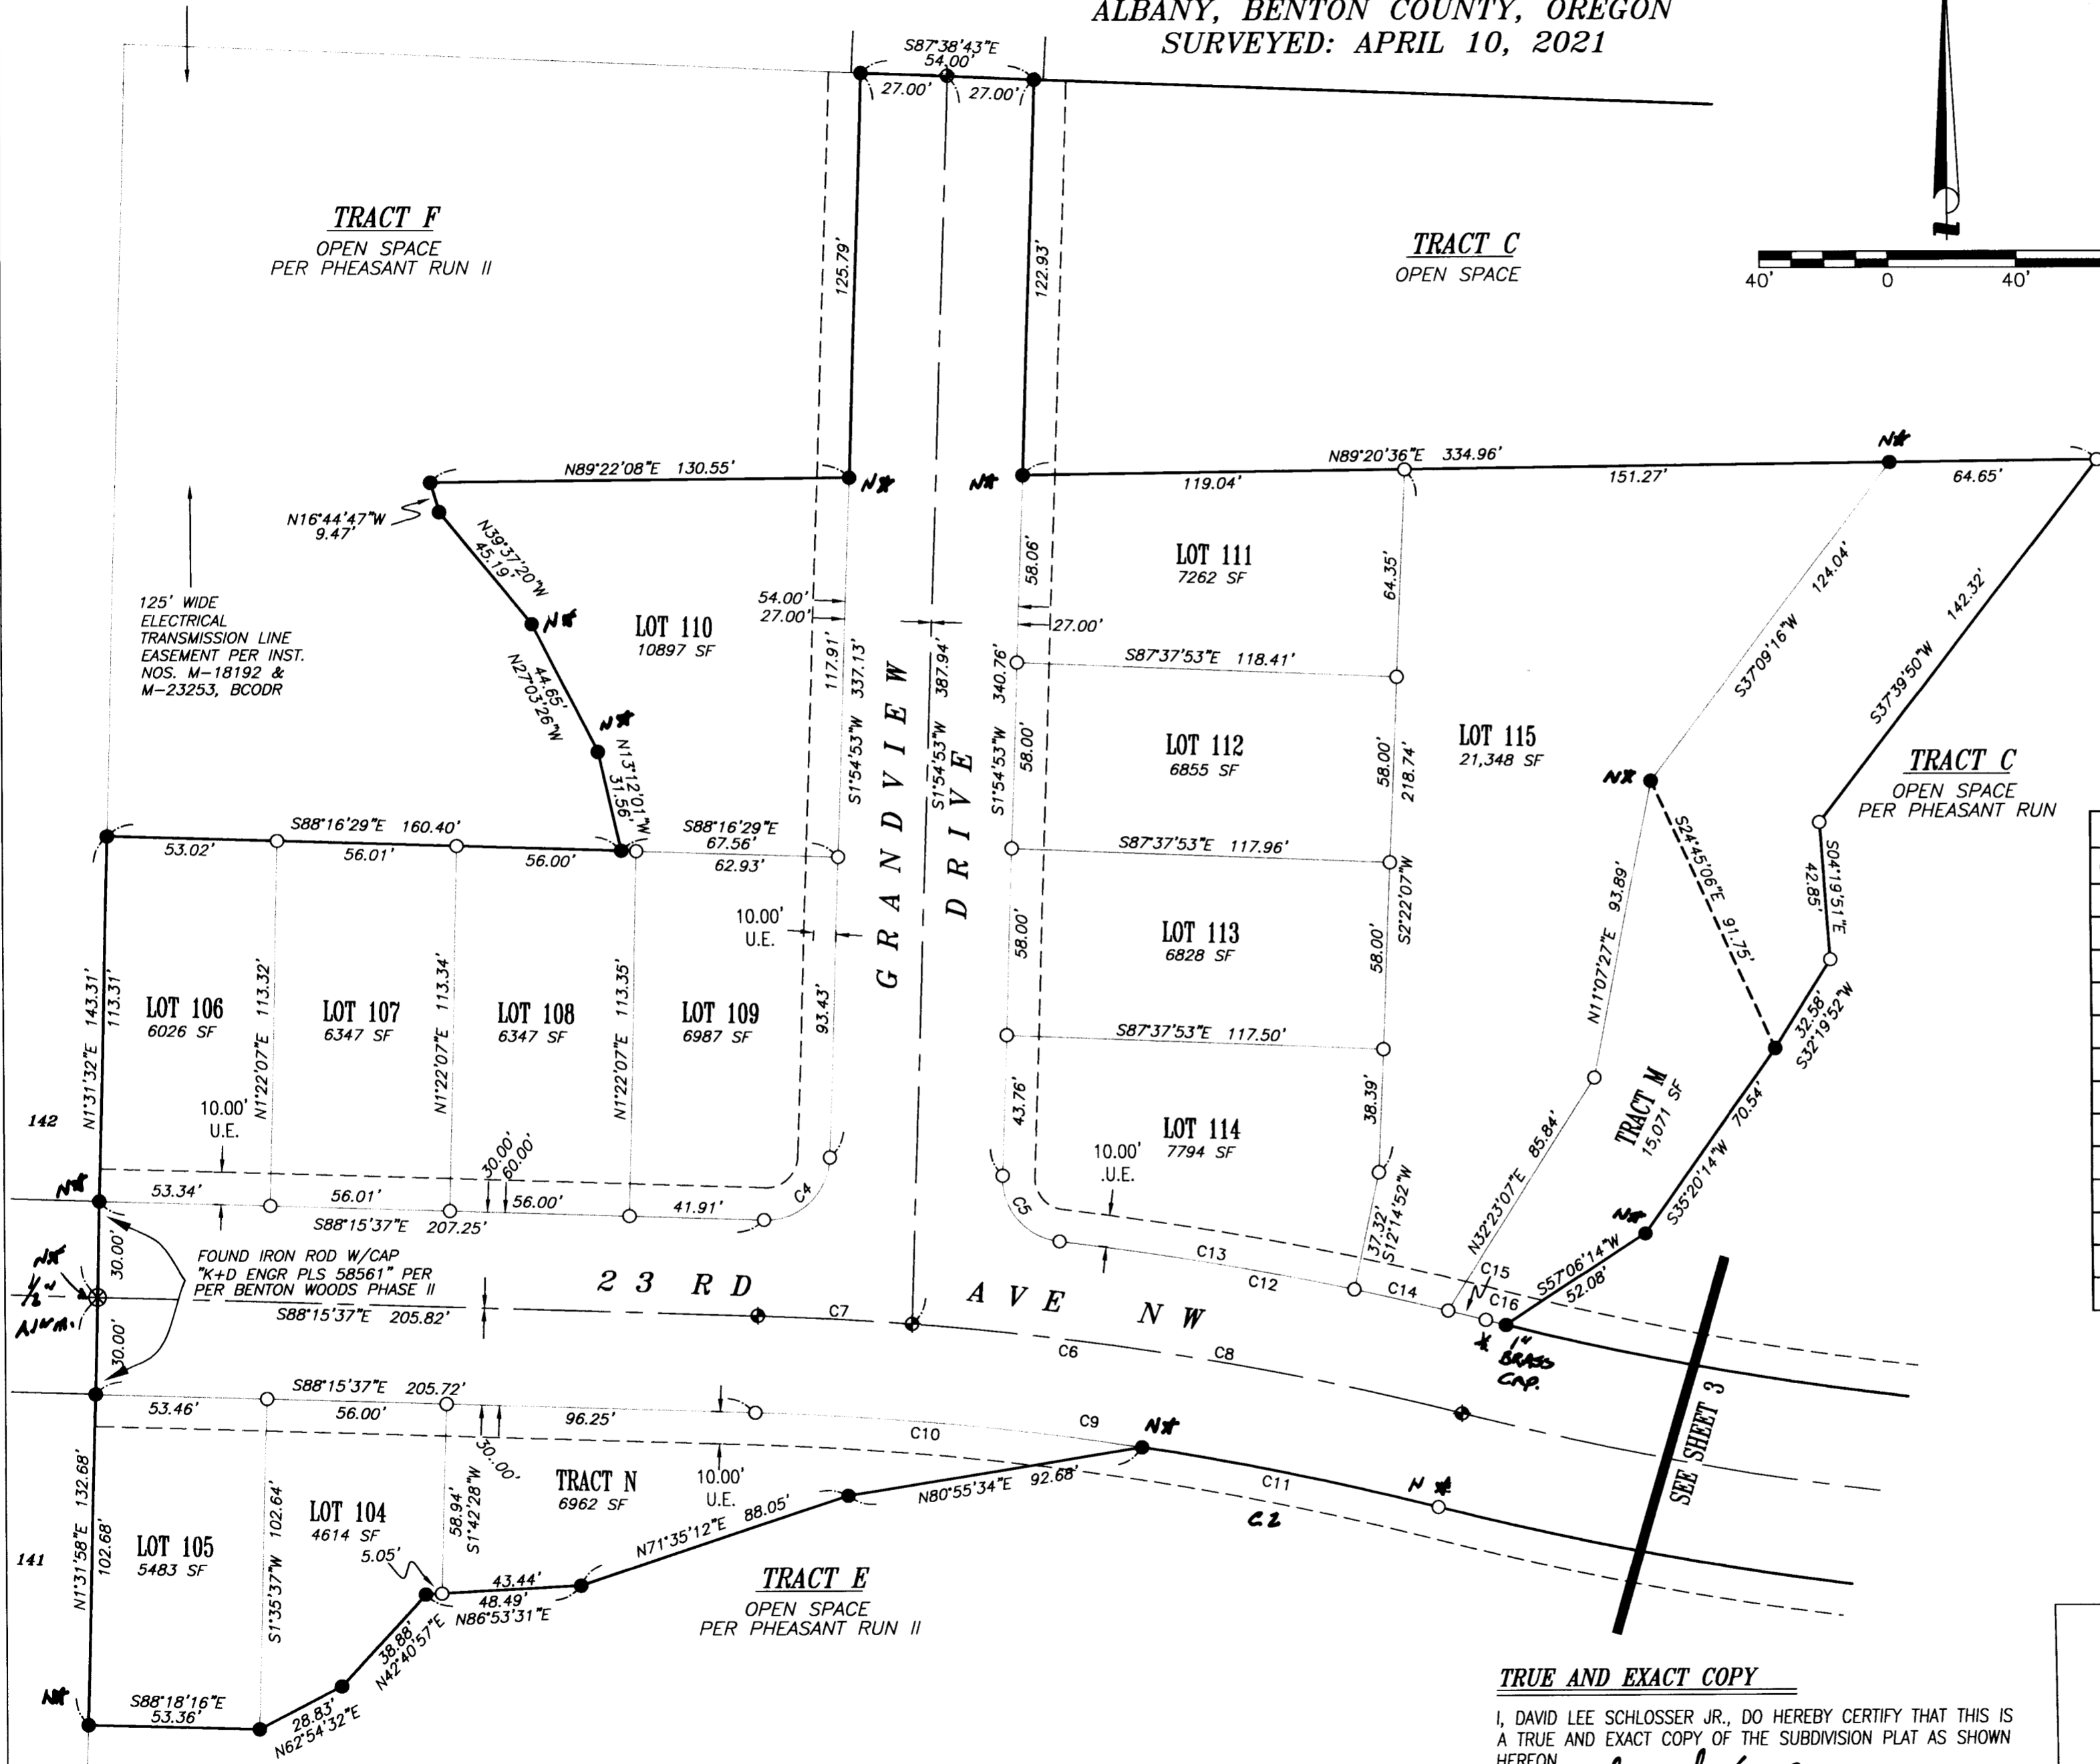 ALBANY, BENTON COUNTY, OREGON
SURVEYED: APRIL 10, 2021
S87°38'43"E
54.00'
27.00'
27.00'
TRACT F
OPEN SPACE
PER PHEASANT RUN II
125.79'
122.93'
TRACT C
OPEN SPACE
40'
0
40'
N89°22'08"E 130.55'
N16°44'47"W
9.47'
N39°37'20"W
45.19'
44.65'
N27°03'26"W
N13°12'01"W
31.56'
125' WIDE
ELECTRICAL
TRANSMISSION LINE
EASEMENT PER INST.
NOS. M-18192 &
M-23253, BCODR
LOT 110
10897 SF
54.00'
27.00'
117.91'
S1°54'53"W 337.13'
S1°54'53"W 387.94'
S1°54'53"W 340.76'
27.00'
GRANDVIEW
DRIVE
N89°20'36"E 334.96'
119.04'
151.27'
64.65'
58.06'
LOT 111
7262 SF
64.35'
S87°37'53"E 118.41'
58.00'
LOT 112
6855 SF
58.00'
218.74'
S2°22'07"W
S87°37'53"E 117.96'
58.00'
LOT 113
6828 SF
58.00'
S87°37'53"E 117.50'
43.76'
LOT 114
7794 SF
38.39'
10.00'
U.E.
37.32'
S12°14'52"W
LOT 115
21,348 SF
S37°09'16"W 124.04'
S37°39'50"W 142.32'
TRACT C
OPEN SPACE
PER PHEASANT RUN
S24°45'06"E 91.75'
S04°19'51"E
42.85'
N11°07'27"E 93.89'
32.58'
S32°19'52"W
TRACT M
15,071 SF
N32°23'07"E 85.84'
S35°20'14"W 70.54'
S57°06'14"W
52.08'
S88°16'29"E 160.40'
53.02'
56.01'
56.00'
S88°16'29"E
67.56'
62.93'
10.00'
U.E.
93.43'
N1°31'32"E 143.31'
113.31'
LOT 106
6026 SF
N1°22'07"E 113.32'
LOT 107
6347 SF
N1°22'07"E 113.34'
LOT 108
6347 SF
N1°22'07"E 113.35'
LOT 109
6987 SF
142
10.00'
U.E.
30.00'
60.00'
53.34'
56.01'
56.00'
41.91'
S88°15'37"E 207.25'
C4
C5
C13
C12
C14
C15
C16
FOUND IRON ROD W/CAP
"K+D ENGR PLS 58561" PER
PER BENTON WOODS PHASE II
30.00'
30.00'
1/2"
23 RD
AVE NW
S88°15'37"E 205.82'
C7
C6
C8
1"
BRASS
CAP.
S88°15'37"E 205.72'
53.46'
56.00'
96.25'
C10
C9
C11
C2
N1°31'58"E 132.68'
102.68'
141
LOT 105
5483 SF
S1°35'37"W 102.64'
LOT 104
4614 SF
5.05'
58.94'
S1°42'28"W
30.00'
TRACT N
6962 SF
10.00'
U.E.
N80°55'34"E 92.68'
N71°35'12"E 88.05'
43.44'
48.49'
N86°53'31"E
38.88'
N42°40'57"E
28.83'
N62°54'32"E
S88°18'16"E
53.36'
TRACT E
OPEN SPACE
PER PHEASANT RUN II
SEE SHEET 3
TRUE AND EXACT COPY
I, DAVID LEE SCHLOSSER JR., DO HEREBY CERTIFY THAT THIS IS
A TRUE AND EXACT COPY OF THE SUBDIVISION PLAT AS SHOWN
HEREON